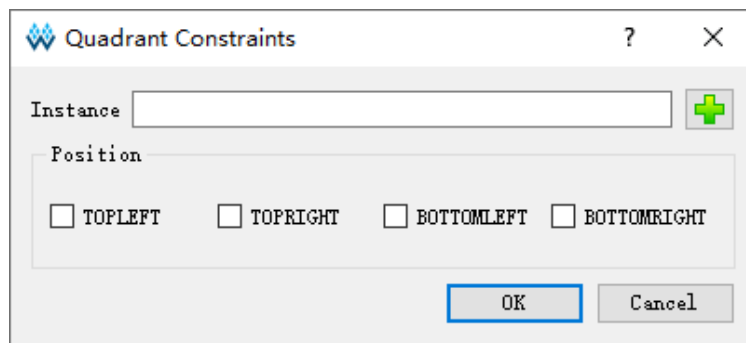 Quadrant Constraints ?
Instance
Position
TOPLEFT TOPRIGHT BOTTOMLEFT BOTTOMRIGHT
OK Cancel